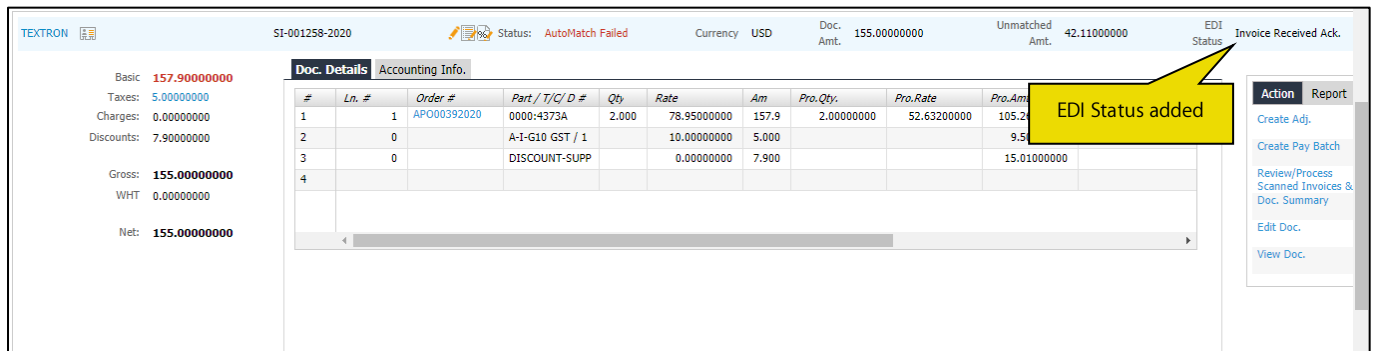 TEXTRON SI-001258-2020 Status: AutoMatch Failed Currency USD Doc. Amt. 155.00000000 Unmatched Amt. 42.11000000 EDI Status Invoice Received Ack.
Basic 157.90000000
Taxes: 5.00000000
Charges: 0.00000000
Discounts: 7.90000000
Gross: 155.00000000
WHT 0.00000000
Net: 155.00000000
Doc. Details Accounting Info.
# Ln. # Order # Part / T/C/ D # Qty Rate Am Pro.Qty. Pro.Rate
1 1 APO00392020 0000:4373A 2.000 78.95000000 157.9 2.00000000 52.63200000
2 0 A-I-G10 GST / 1 10.00000000 5.000
3 0 DISCOUNT-SUPP 0.00000000 7.900 15.01000000
4
EDI Status added
Action Report
Create Adj.
Create Pay Batch
Review/Process
Scanned Invoices &
Doc. Summary
Edit Doc.
View Doc.